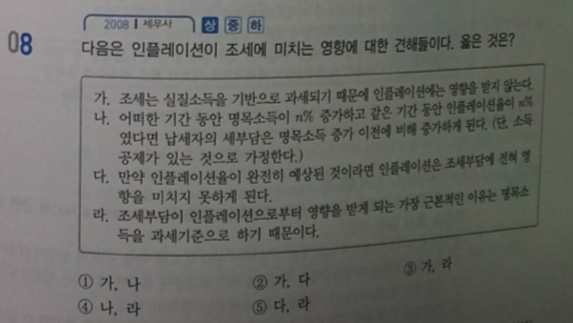 2008 | 세무사 상 중 하
08 다음은 인플레이션이 조세에 미치는 영향에 대한 견해들이다. 옳은 것은?
가. 조세는 실질소득을 기반으로 과세되기 때문에 인플레이션에는 영향을 받지 않는다.
나. 어떠한 기간 동안 명목소득이 n% 증가하고 같은 기간 동안 인플레이션율이 n%
였다면 납세자의 세부담은 명목소득 증가 이전에 비해 증가하게 된다.(단, 소득
공제가 있는 것으로 가정한다.)
다. 만약 인플레이션율이 완전히 예상된 것이라면 인플레이션은 조세부담에 전혀 영
향을 미치지 못하게 된다.
라. 조세부담이 인플레이션으로부터 영향을 받게 되는 가장 근본적인 이유는 명목소
득을 과세기준으로 하기 때문이다.
① 가, 나 ② 가, 다 ③ 가, 라
④ 나, 라 ⑤ 다, 라